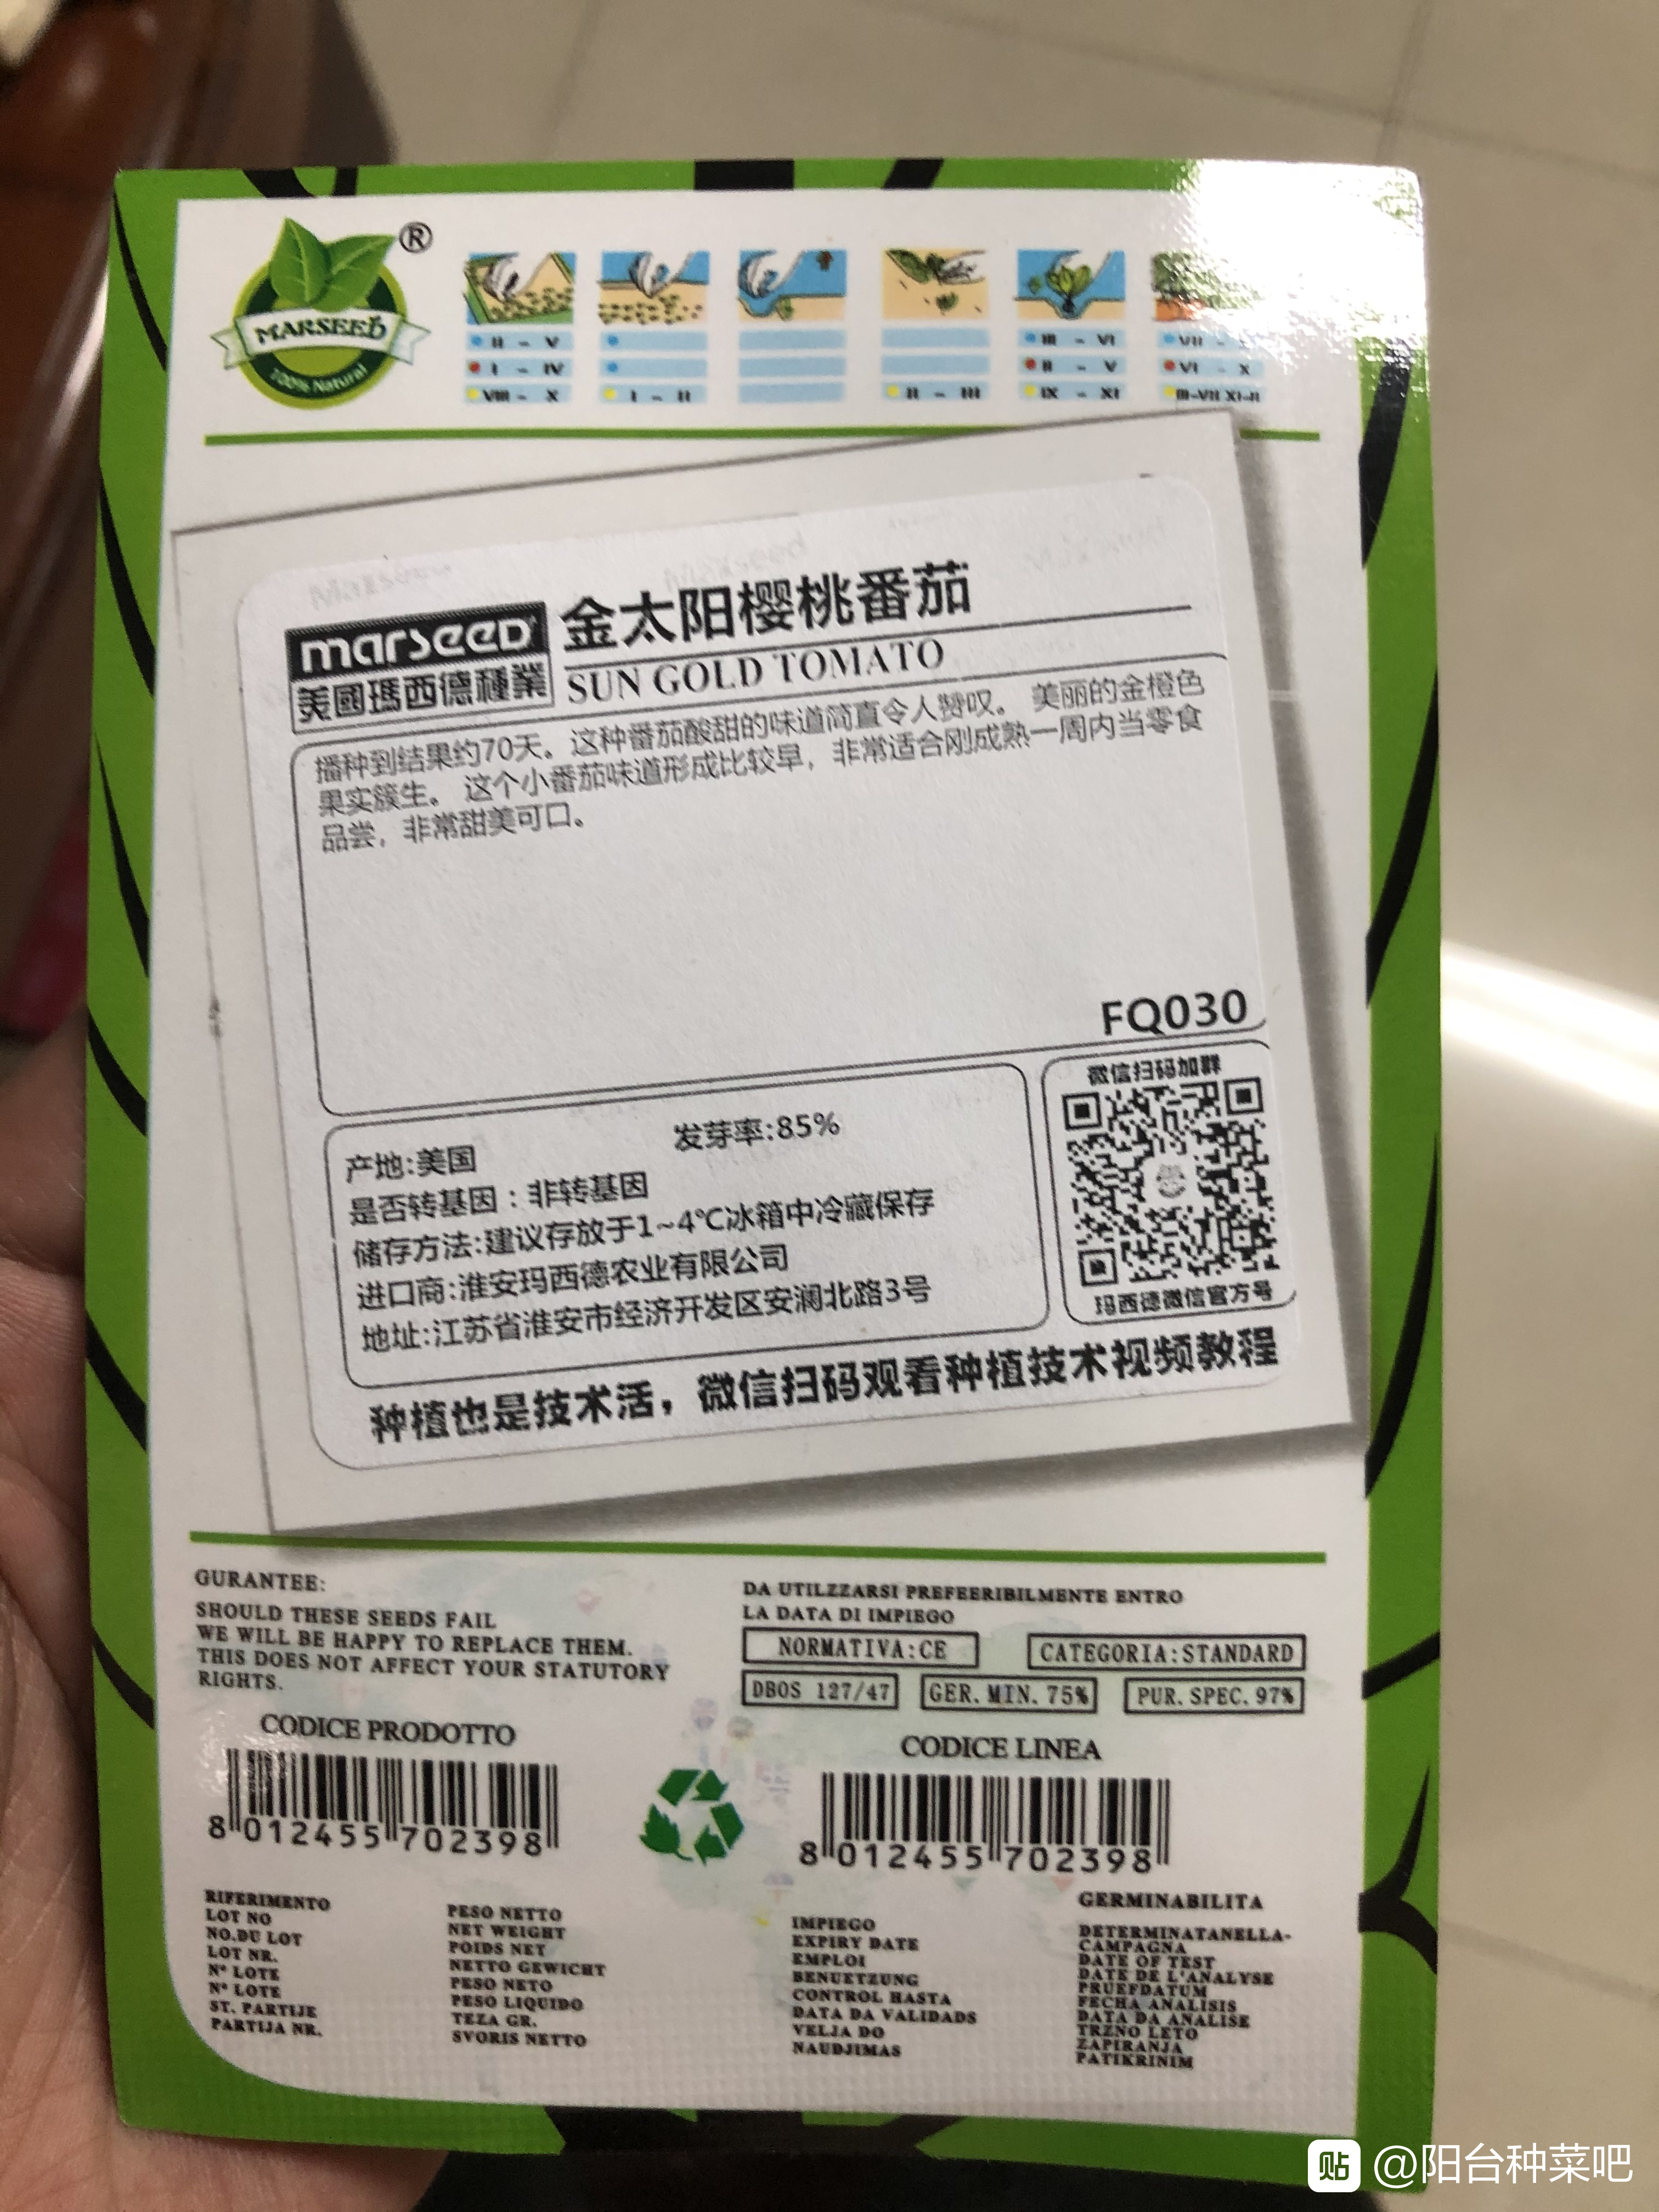 ®
MARSEED
100% Natural
II - V
III - VI
VII -
I - IV
II - V
VI - X
VIII - X
I - II
II - III
IX - XI
III-VII XI-II
marseed
美國瑪西德種業
金太阳樱桃番茄
SUN GOLD TOMATO
播种到结果约70天。这种番茄酸甜的味道简直令人赞叹。 美丽的金橙色
果实簇生。 这个小番茄味道形成比较早，非常适合刚成熟一周内当零食
品尝，非常甜美可口。
FQ030
产地:美国
发芽率:85%
是否转基因：非转基因
储存方法:建议存放于1~4℃冰箱中冷藏保存
进口商:淮安玛西德农业有限公司
地址:江苏省淮安市经济开发区安澜北路3号
微信扫码加群
玛西德微信官方号
种植也是技术活，微信扫码观看种植技术视频教程
GURANTEE:
SHOULD THESE SEEDS FAIL
WE WILL BE HAPPY TO REPLACE THEM.
THIS DOES NOT AFFECT YOUR STATUTORY
RIGHTS.
DA UTILZZARSI PREFEERIBILMENTE ENTRO
LA DATA DI IMPIEGO
NORMATIVA:CE
CATEGORIA:STANDARD
DBOS 127/47
GER. MIN. 75%
PUR. SPEC. 97%
CODICE PRODOTTO
8 012455 702398
CODICE LINEA
8 012455 702398
RIFERIMENTO
LOT NO
NO.DU LOT
LOT NR.
N° LOTE
N° LOTE
ST. PARTIJE
PARTIJA NR.
PESO NETTO
NET WEIGHT
POIDS NET
NETTO GEWICHT
PESO NETO
PESO LIQUIDO
TEZA GR.
SVORIS NETTO
IMPIEGO
EXPIRY DATE
EMPLOI
BENUETZUNG
CONTROL HASTA
DATA DA VALIDADS
VELJA DO
NAUDJIMAS
GERMINABILITA
DETERMINATANELLA-
CAMPAGNA
DATE OF TEST
DATE DE L'ANALYSE
PRUEFDATUM
FECHA ANALISIS
DATA DA ANALISE
TRZNO LETO
ZAPIRANJA
PATIKRINIM
贴 @阳台种菜吧